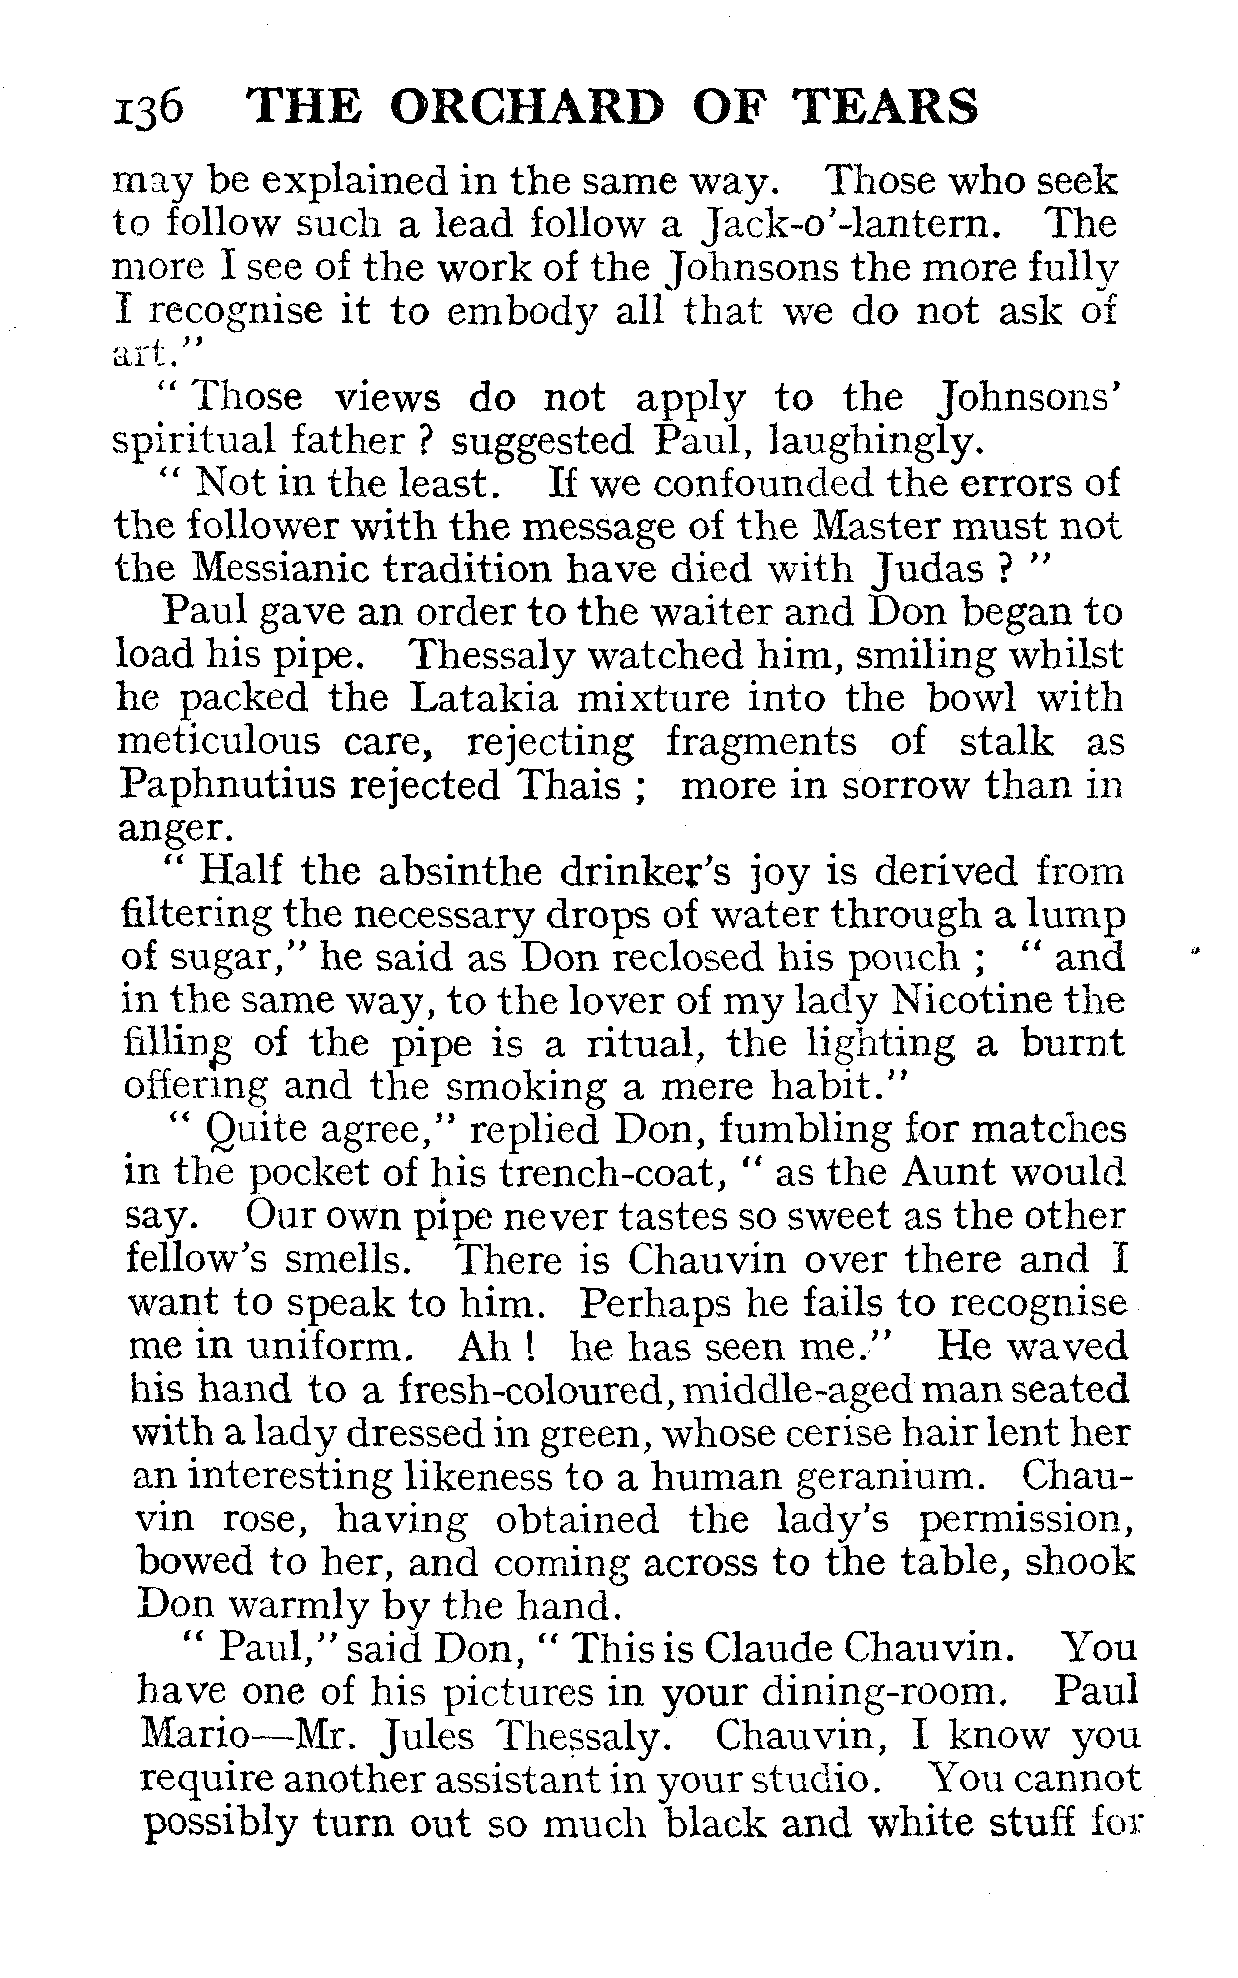 136 THE ORCHARD OF TEARS
may be explained in the same way. Those who seek
to follow such a lead follow a Jack-o'-lantern. The
more I see of the work of the Johnsons the more fully
I recognise it to embody all that we do not ask of
art."
" Those views do not apply to the Johnsons'
spiritual father ? suggested Paul, laughingly.
" Not in the least. If we confounded the errors of
the follower with the message of the Master must not
the Messianic tradition have died with Judas ? "
Paul gave an order to the waiter and Don began to
load his pipe. Thessaly watched him, smiling whilst
he packed the Latakia mixture into the bowl with
meticulous care, rejecting fragments of stalk as
Paphnutius rejected Thais ; more in sorrow than in
anger.
" Half the absinthe drinker's joy is derived from
filtering the necessary drops of water through a lump
of sugar," he said as Don reclosed his pouch ; " and
in the same way, to the lover of my lady Nicotine the
filling of the pipe is a ritual, the lighting a burnt
offering and the smoking a mere habit."
" Quite agree," replied Don, fumbling for matches
in the pocket of his trench-coat, " as the Aunt would
say. Our own pipe never tastes so sweet as the other
fellow's smells. There is Chauvin over there and I
want to speak to him. Perhaps he fails to recognise
me in uniform. Ah ! he has seen me." He waved
his hand to a fresh-coloured, middle-aged man seated
with a lady dressed in green, whose cerise hair lent her
an interesting likeness to a human geranium. Chau-
vin rose, having obtained the lady's permission,
bowed to her, and coming across to the table, shook
Don warmly by the hand.
" Paul," said Don, " This is Claude Chauvin. You
have one of his pictures in your dining-room. Paul
Mario—Mr. Jules Thessaly. Chauvin, I know you
require another assistant in your studio. You cannot
possibly turn out so much black and white stuff for